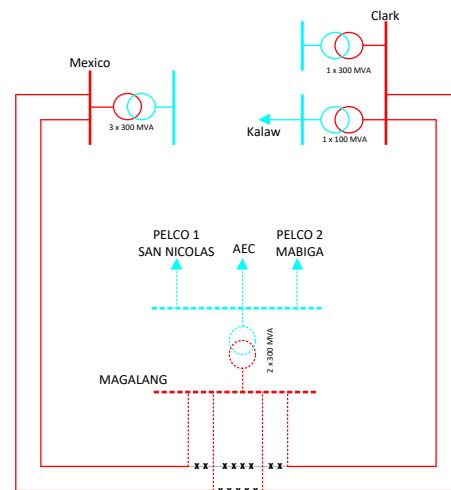 Clark
Mexico
1 x 300 MVA
3 x 300 MVA
Kalaw
1 x 100 MVA
PELCO 1
SAN NICOLAS
AEC
PELCO 2
MABIGA
2 x 300 MVA
MAGALANG
x x x x x x x x
x x x x x